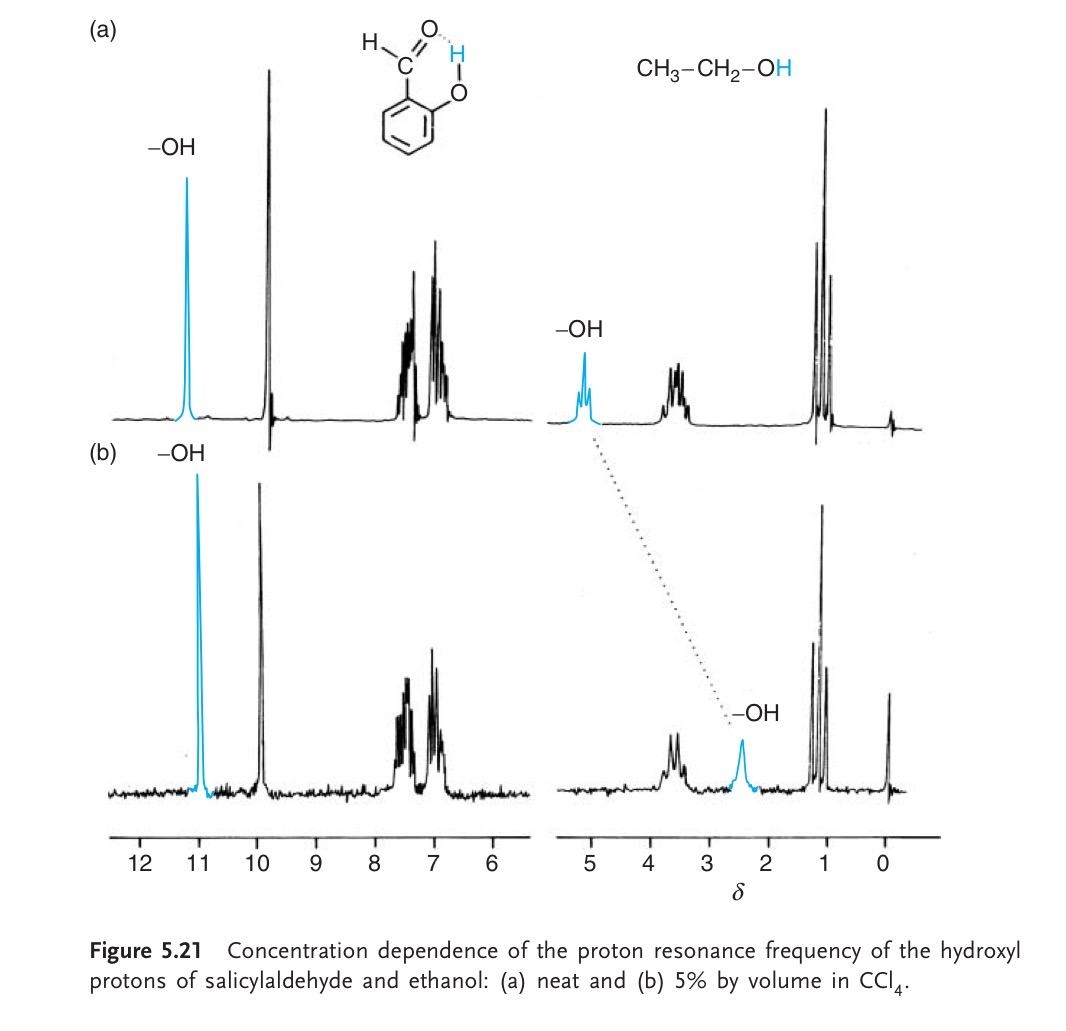 (a)
H
C
O
H
O
CH₃–CH₂–OH
–OH
–OH
(b)
–OH
–OH
12 11 10 9 8 7 6
5 4 3 2 1 0
δ
Figure 5.21 Concentration dependence of the proton resonance frequency of the hydroxyl
protons of salicylaldehyde and ethanol: (a) neat and (b) 5% by volume in CCl₄.